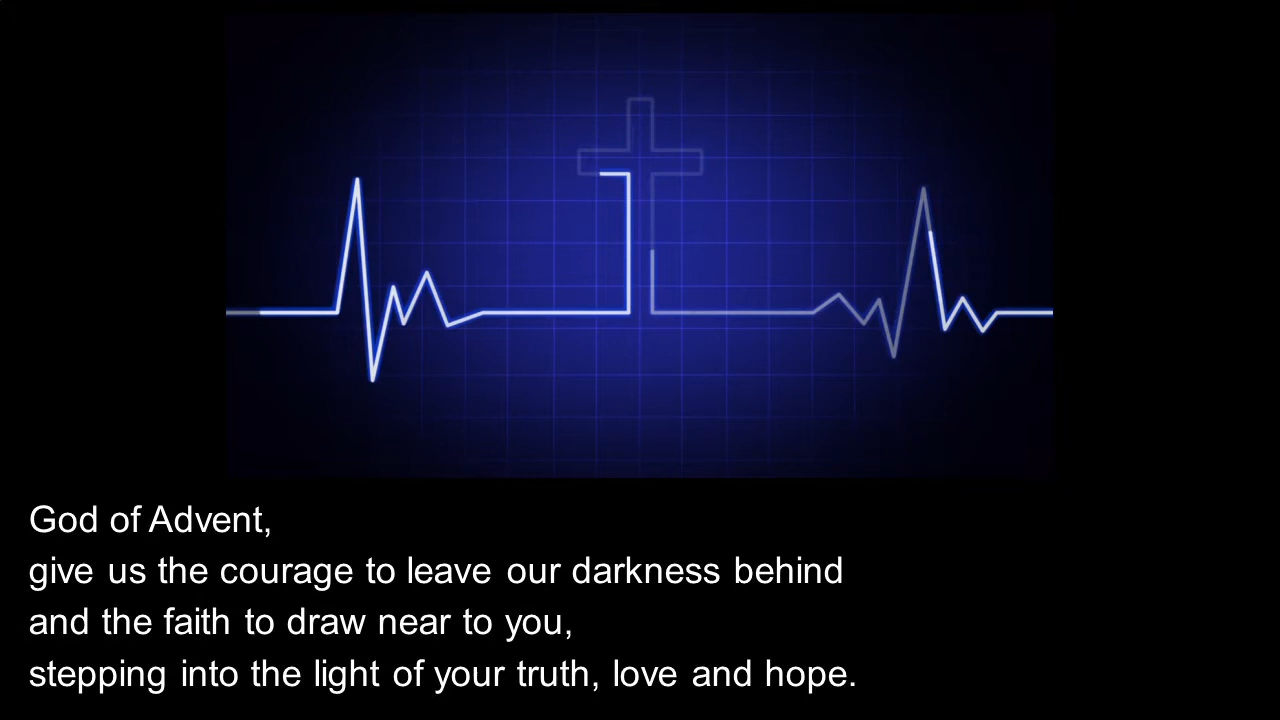 God of Advent,
give us the courage to leave our darkness behind
and the faith to draw near to you,
stepping into the light of your truth, love and hope.